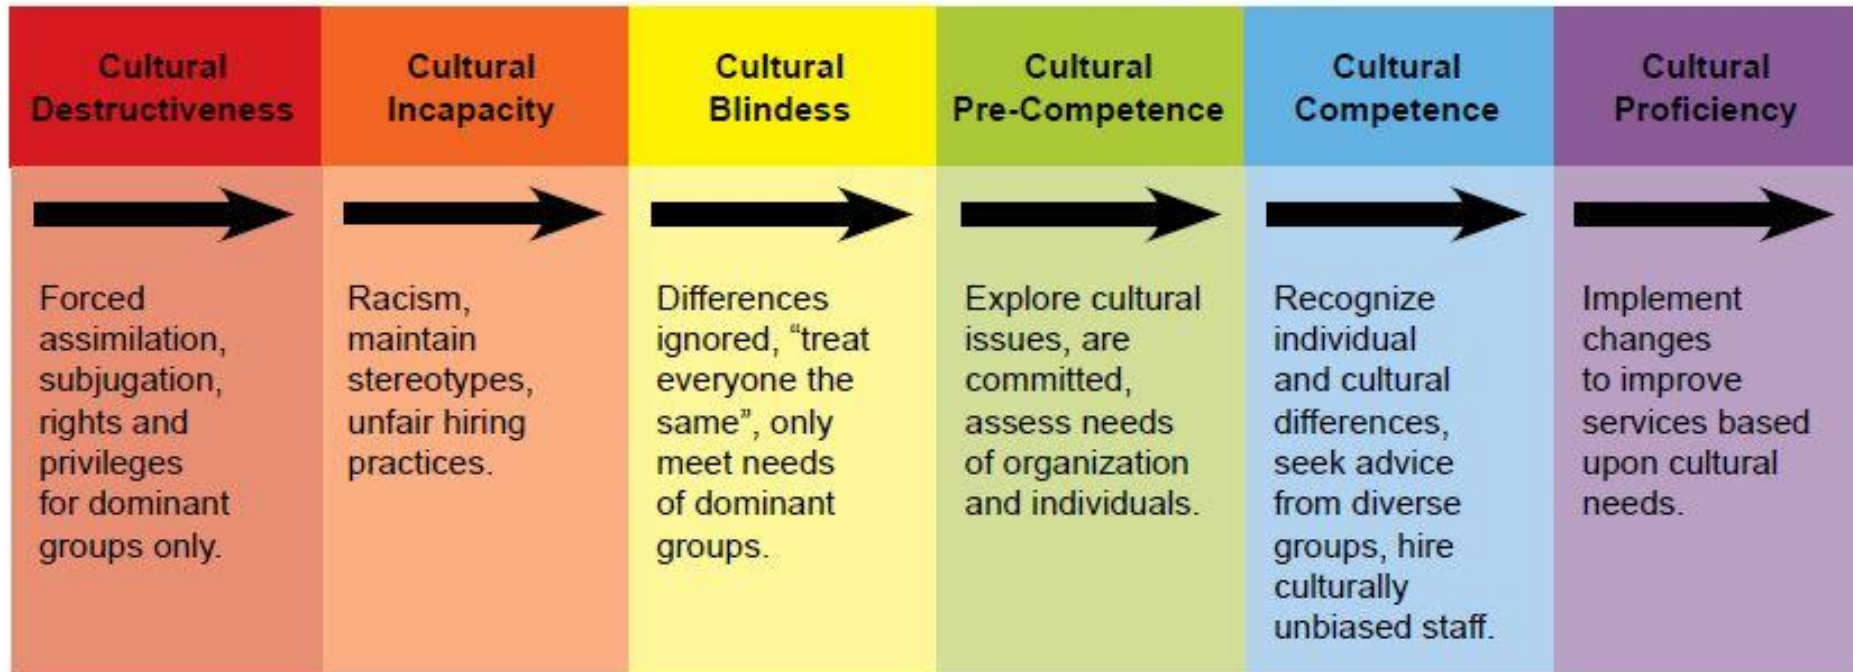 Cultural
Destructiveness
Cultural
Incapacity
Cultural
Blindess
Cultural
Pre-Competence
Cultural
Competence
Cultural
Proficiency
Forced
assimilation,
subjugation,
rights and
privileges
for dominant
groups only.
Racism,
maintain
stereotypes,
unfair hiring
practices.
Differences
ignored, “treat
everyone the
same”, only
meet needs
of dominant
groups.
Explore cultural
issues, are
committed,
assess needs
of organization
and individuals.
Recognize
individual
and cultural
differences,
seek advice
from diverse
groups, hire
culturally
unbiased staff.
Implement
changes
to improve
services based
upon cultural
needs.